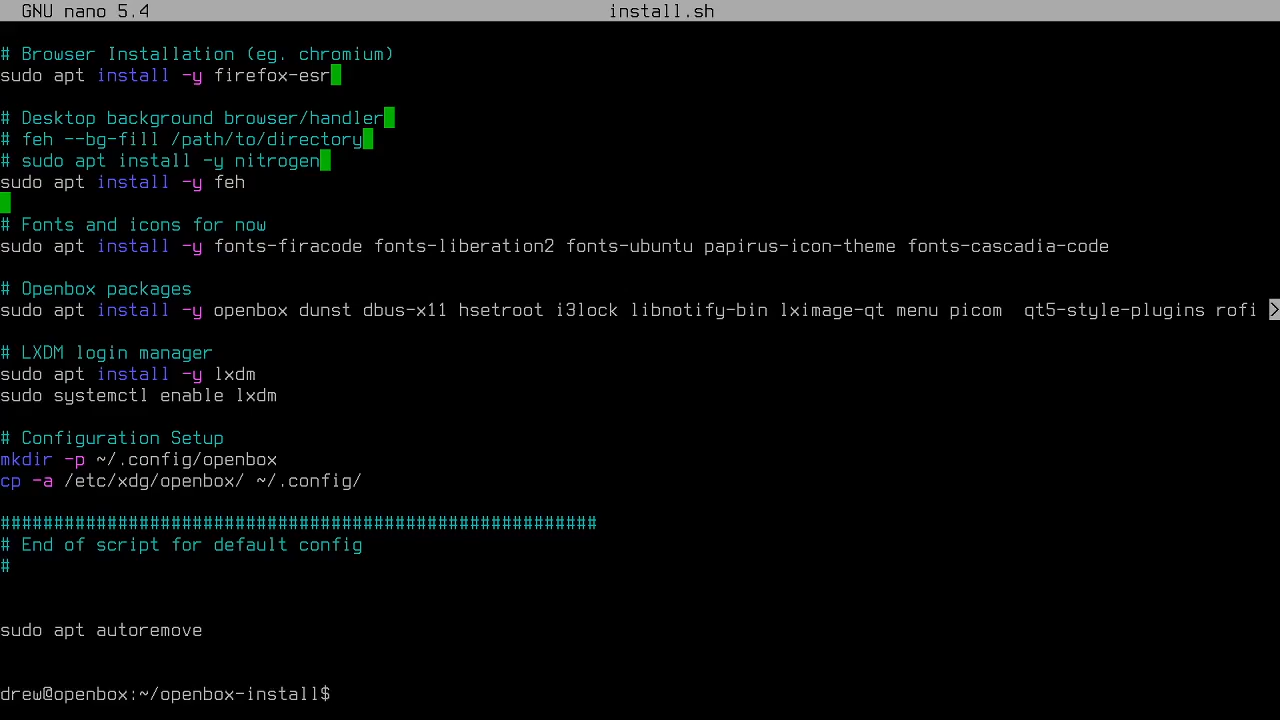 GNU nano 5.4 install.sh
# Browser Installation (eg. chromium)
sudo apt install -y firefox-esr
# Desktop background browser/handler
# feh --bg-fill /path/to/directory
# sudo apt install -y nitrogen
sudo apt install -y feh
# Fonts and icons for now
sudo apt install -y fonts-firacode fonts-liberation2 fonts-ubuntu papirus-icon-theme fonts-cascadia-code
# Openbox packages
sudo apt install -y openbox dunst dbus-x11 hsetroot i3lock libnotify-bin lximage-qt menu picom  qt5-style-plugins rofi >
# LXDM login manager
sudo apt install -y lxdm
sudo systemctl enable lxdm
# Configuration Setup
mkdir -p ~/.config/openbox
cp -a /etc/xdg/openbox/ ~/.config/
########################################################
# End of script for default config
#
sudo apt autoremove
drew@openbox:~/openbox-install$